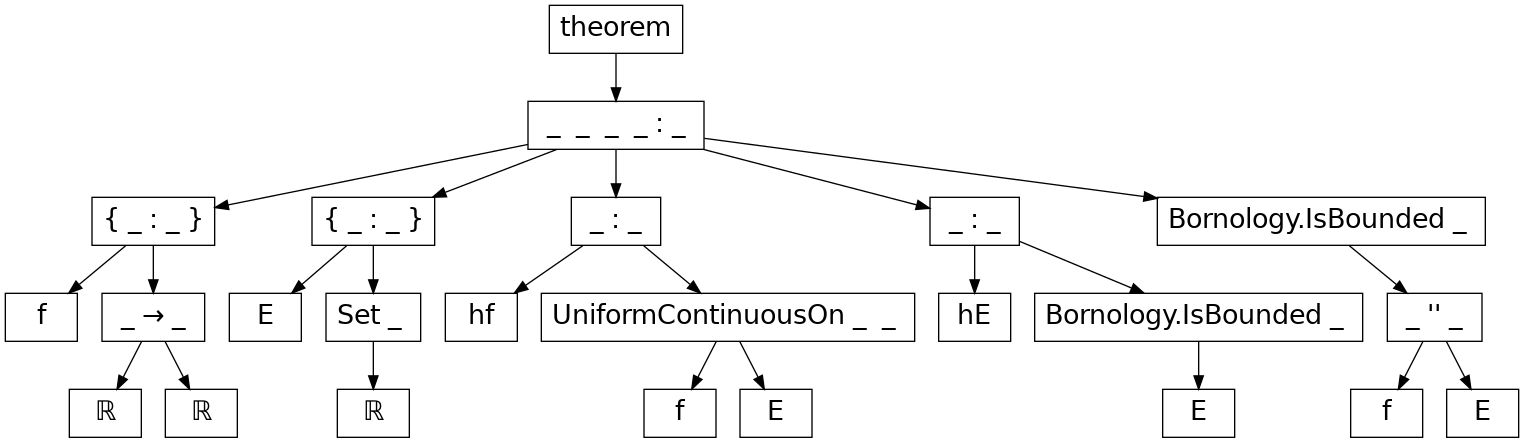 theorem
_ _ _ _ : _
{ _ : _ } { _ : _ } _ : _ _ : _ Bornology.IsBounded _
f _ → _ E Set _ hf UniformContinuousOn _ _ hE Bornology.IsBounded _ _ '' _
ℝ ℝ ℝ f E E f E